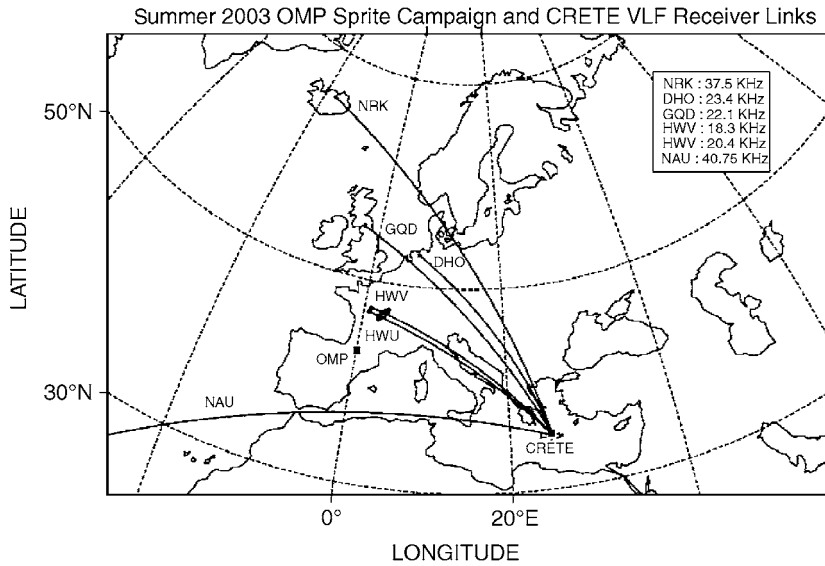 Summer 2003 OMP Sprite Campaign and CRETE VLF Receiver Links
50°N
NRK
NRK : 37.5 KHz
DHO : 23.4 KHz
GQD : 22.1 KHz
HWV : 18.3 KHz
HWV : 20.4 KHz
NAU : 40.75 KHz
GQD
DHO
LATITUDE
HWV
HWU
OMP
30°N
NAU
CRETE
0°
20°E
LONGITUDE